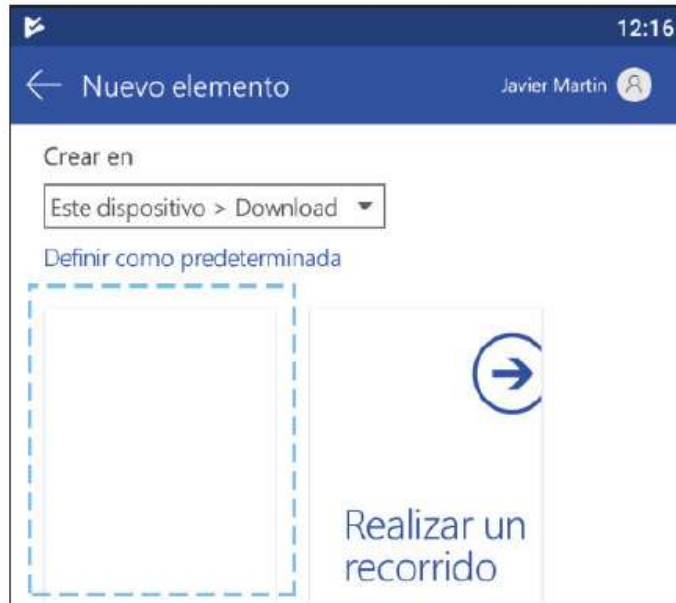 12:16
Nuevo elemento
Javier Martin
Crear en
Este dispositivo > Download
Definir como predeterminada
Realizar un
recorrido